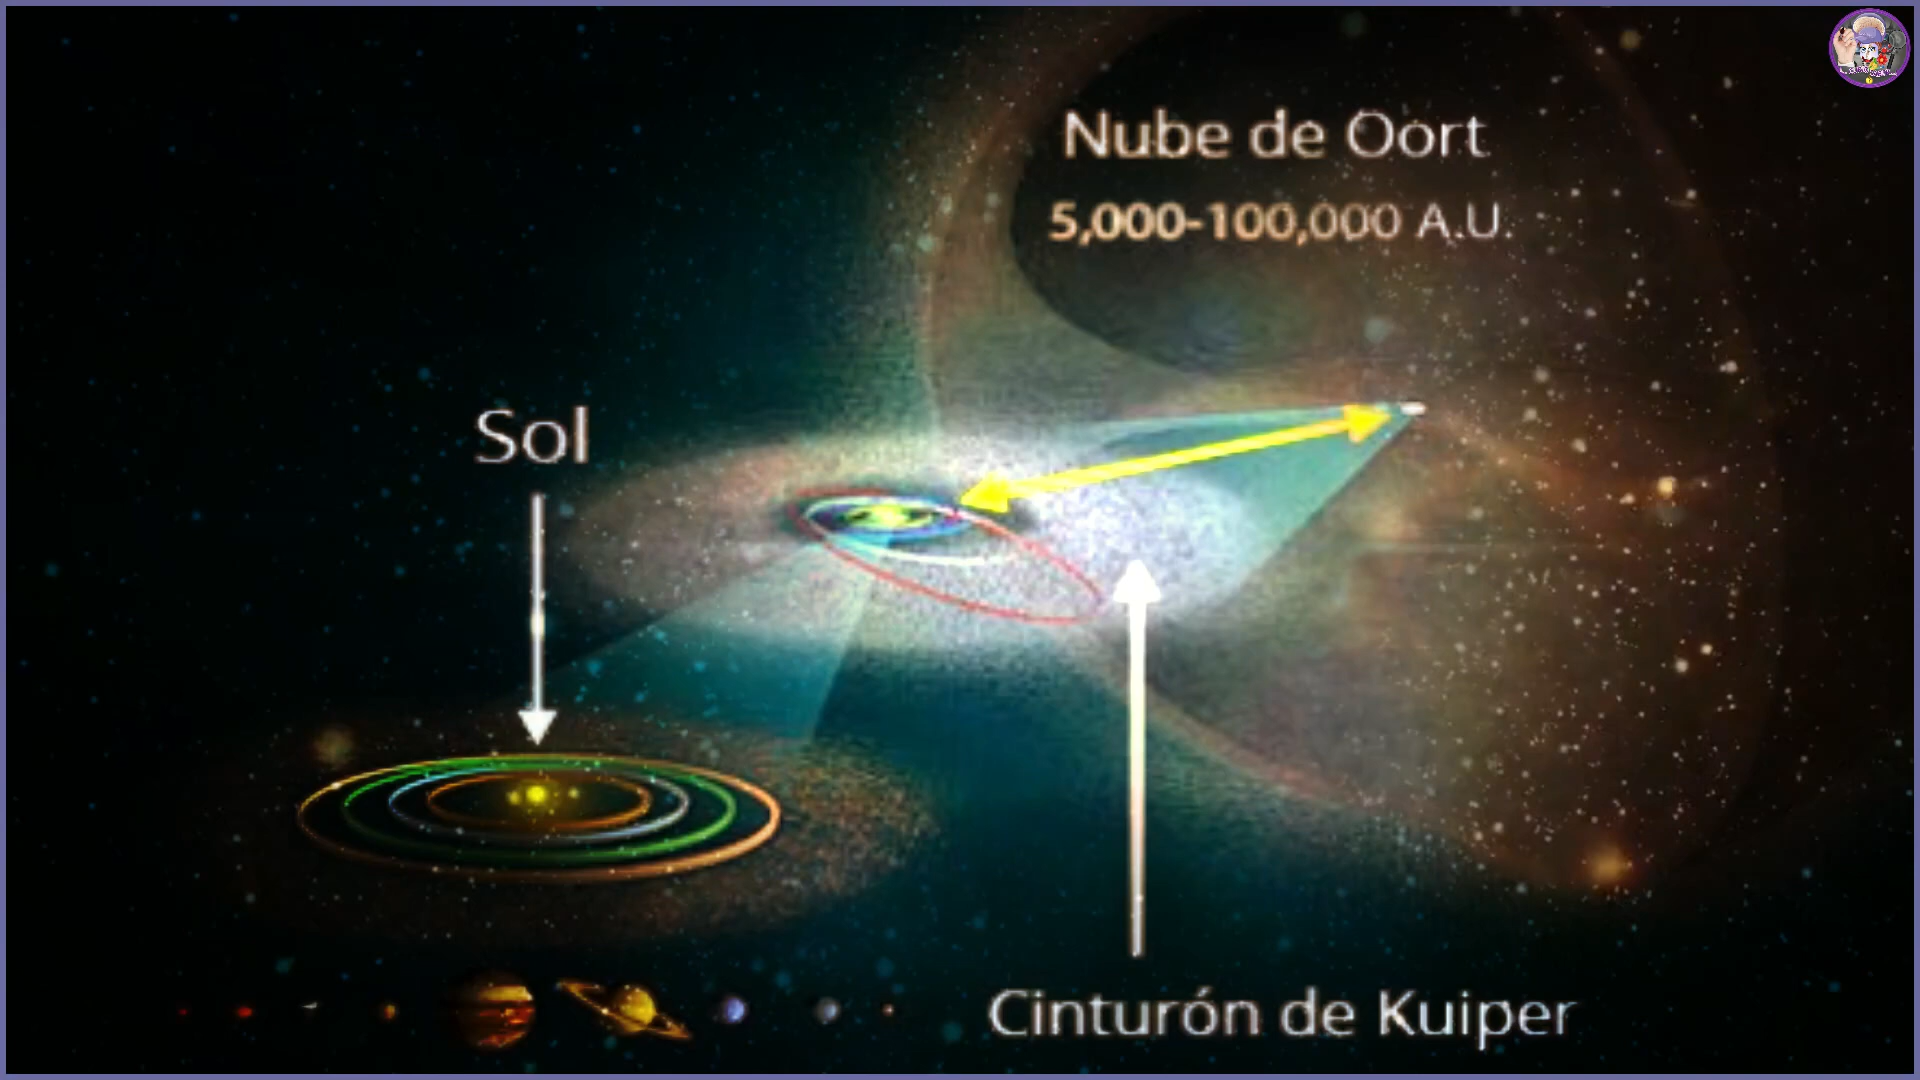 Nube de Oort
5,000-100,000 A.U.
Sol
Cinturón de Kuiper